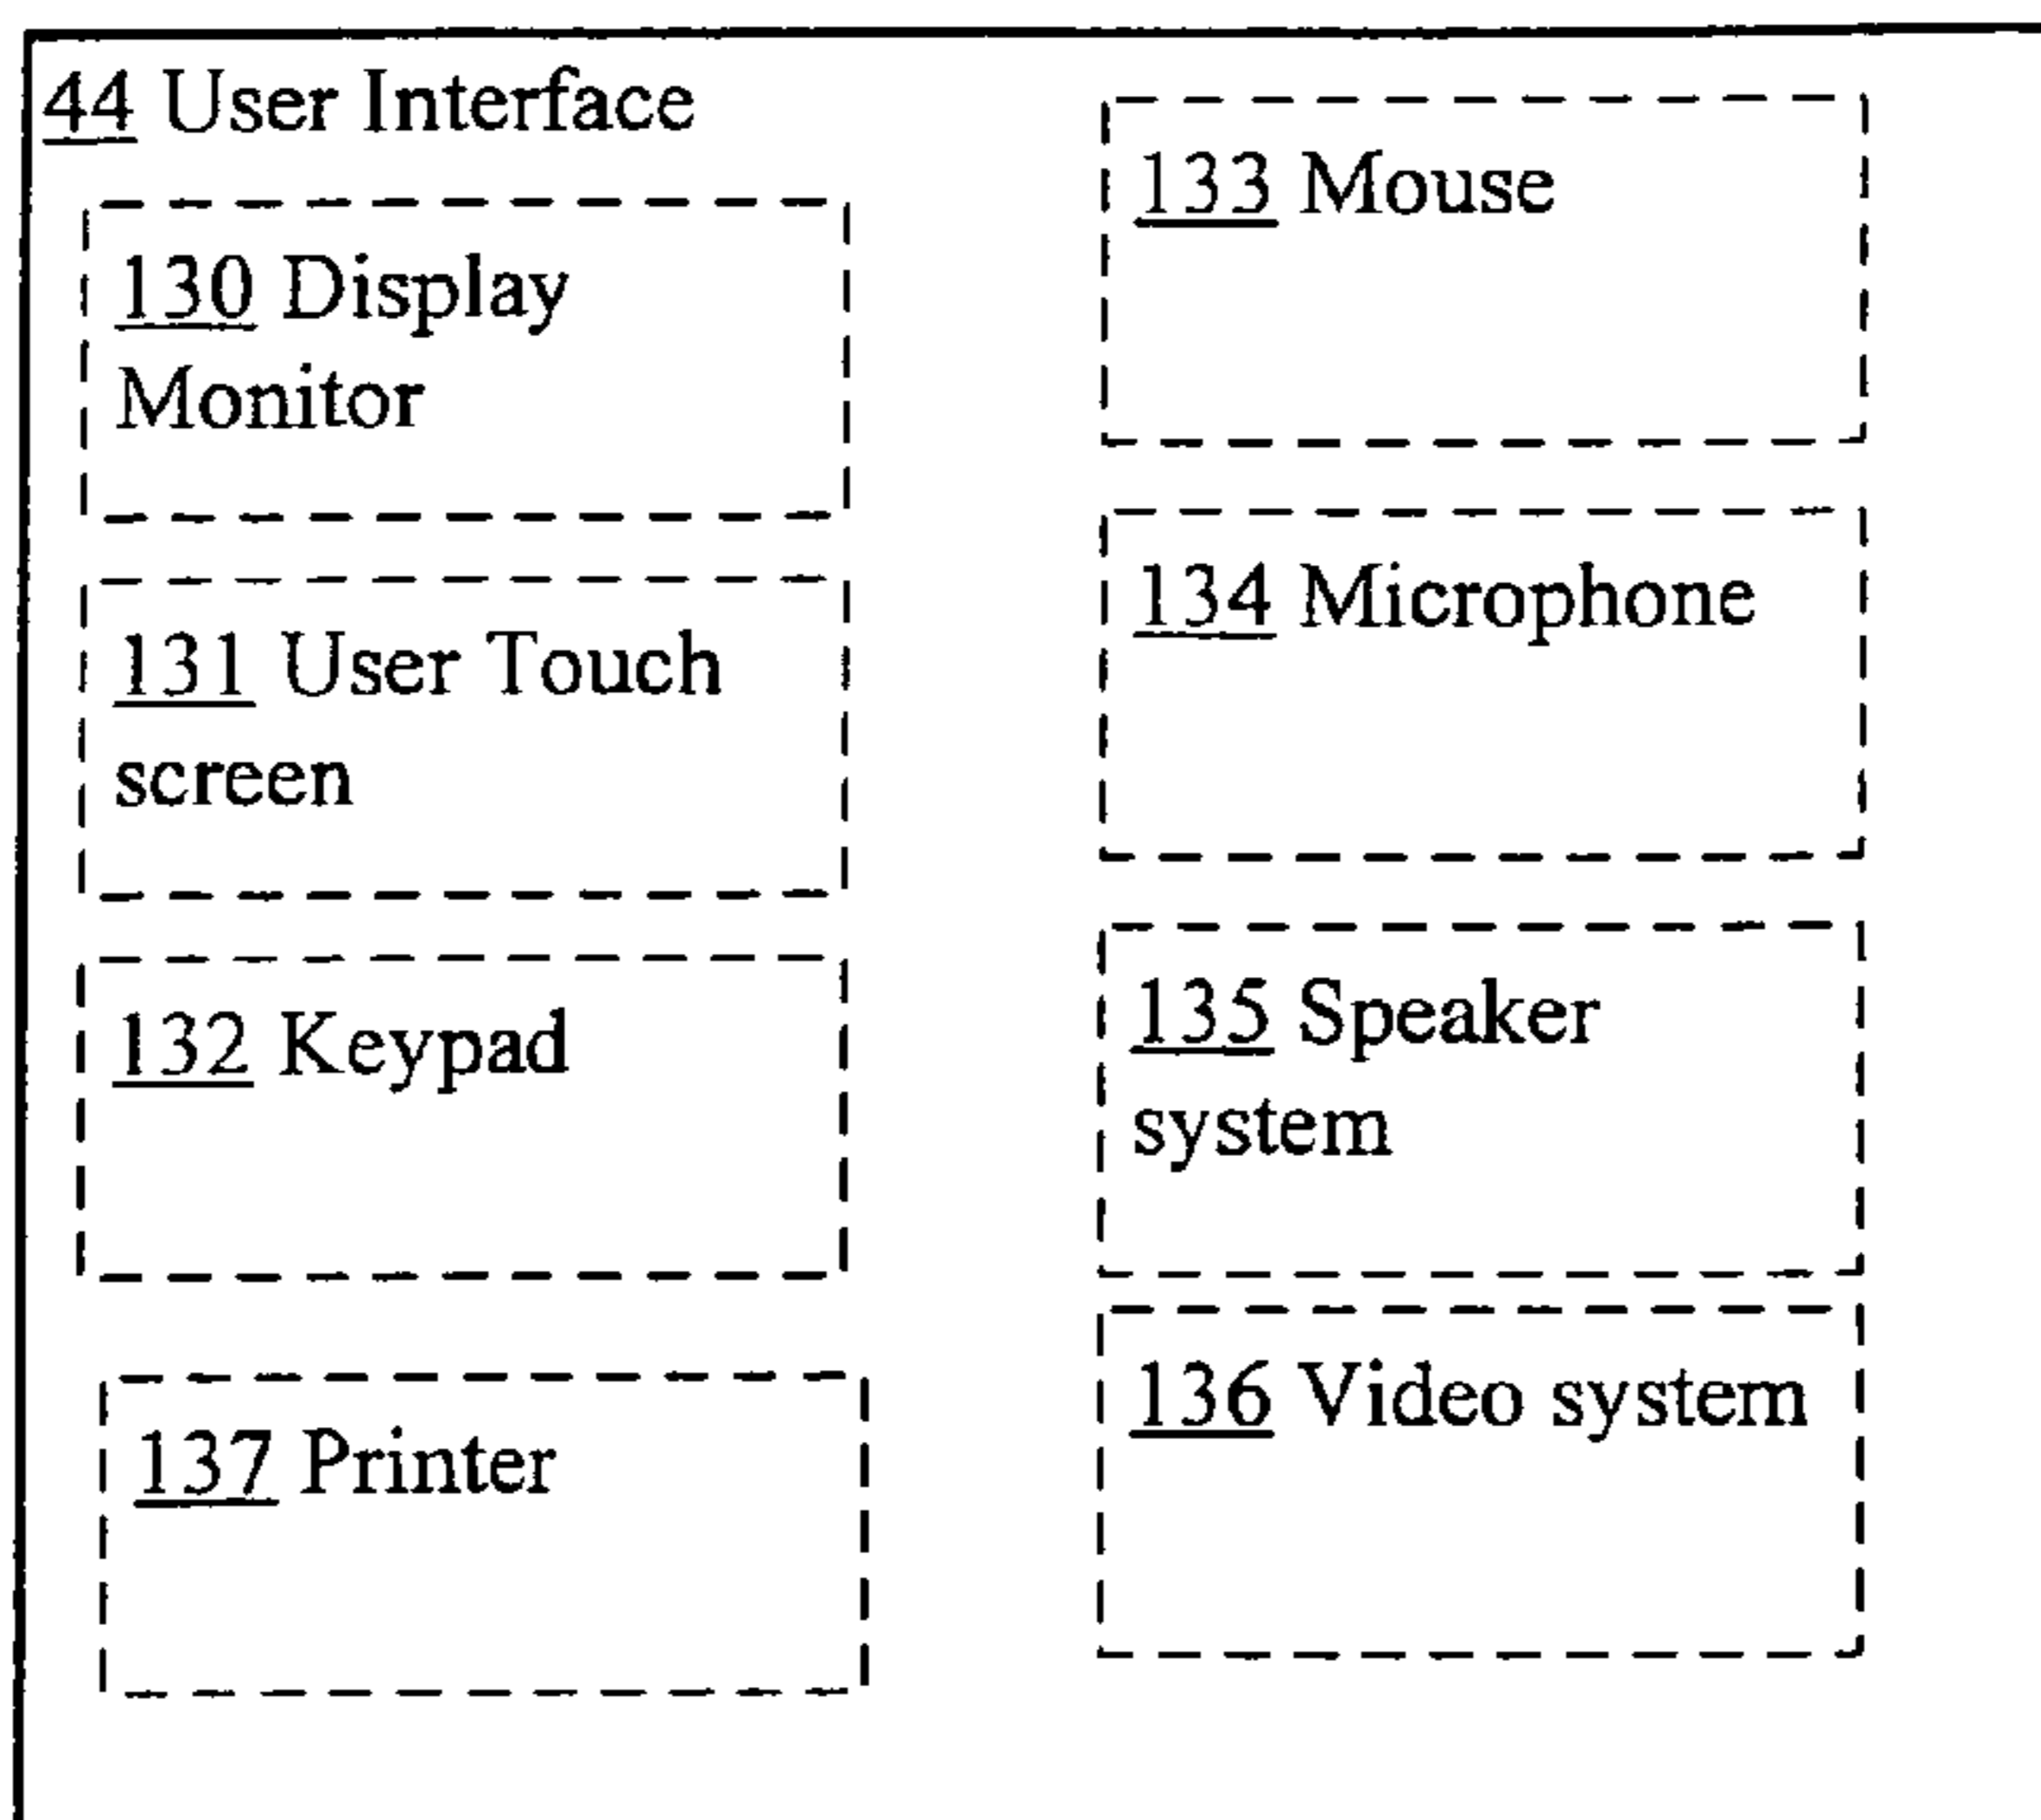 44 User Interface
130 Display
Monitor
131 User Touch
screen
132 Keypad
137 Printer
133 Mouse
134 Microphone
135 Speaker
system
136 Video system